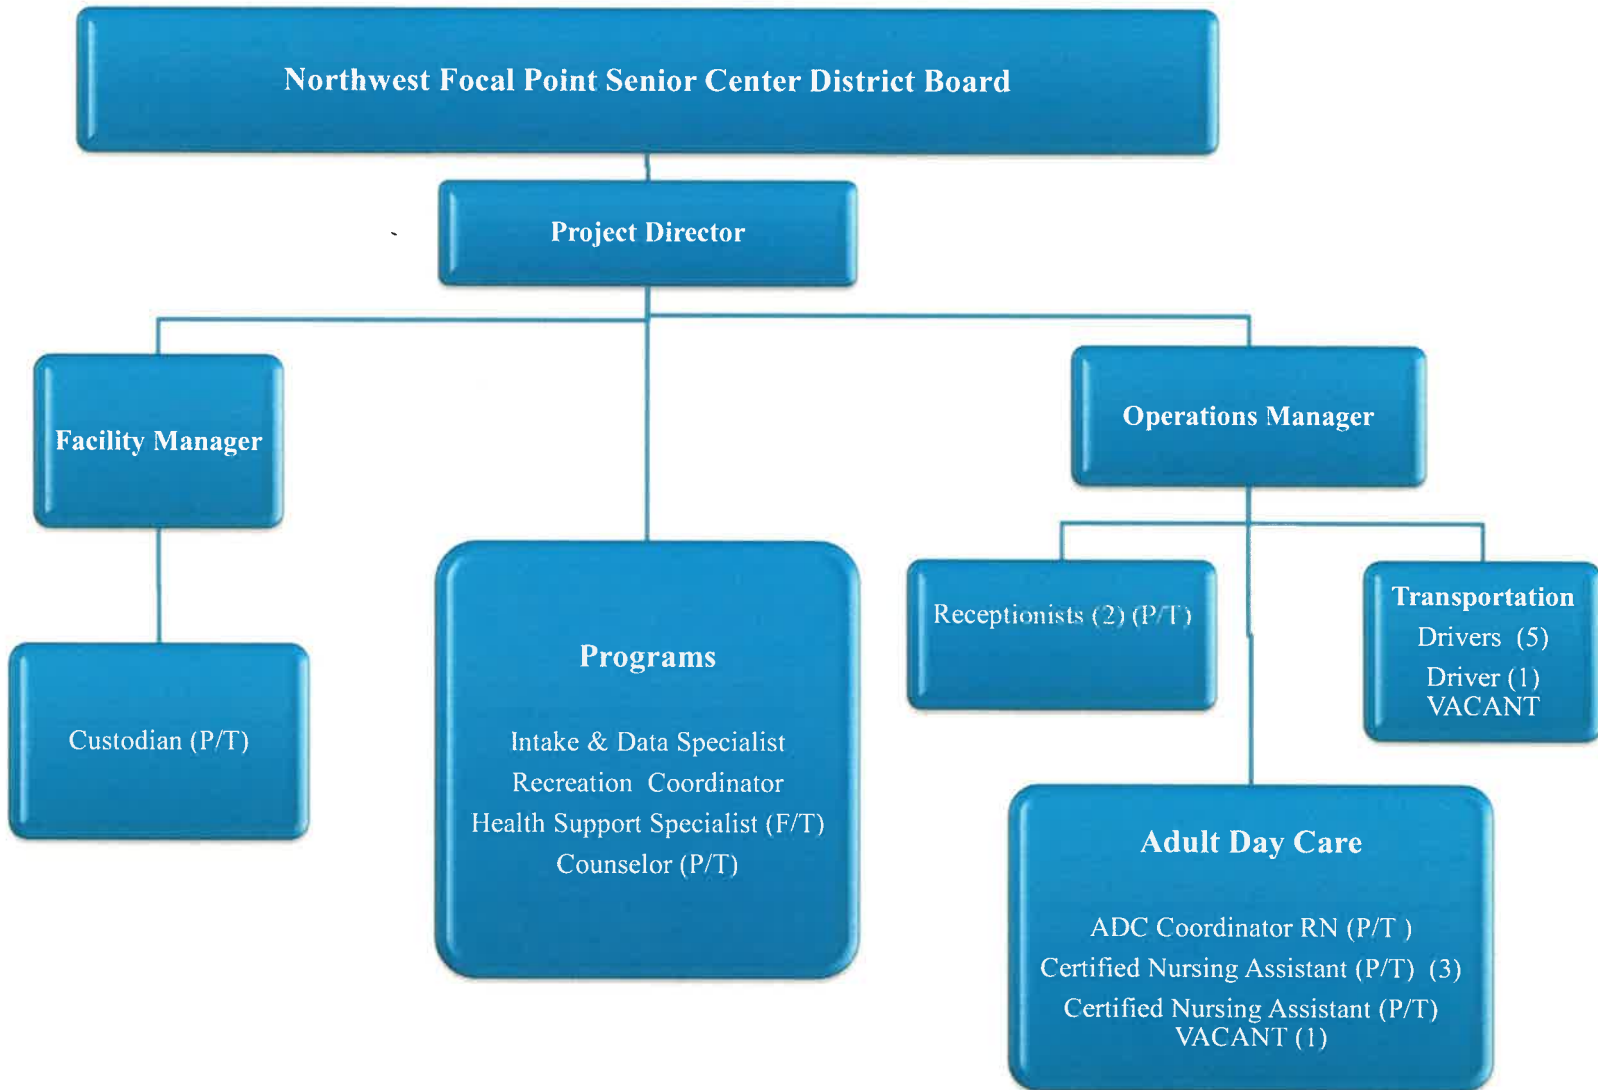 Northwest Focal Point Senior Center District Board
Project Director
Facility Manager
Operations Manager
Custodian (P/T)
Programs
Intake & Data Specialist
Recreation Coordinator
Health Support Specialist (F/T)
Counselor (P/T)
Receptionists (2) (P/T)
Transportation
Drivers (5)
Driver (1)
VACANT
Adult Day Care
ADC Coordinator RN (P/T )
Certified Nursing Assistant (P/T) (3)
Certified Nursing Assistant (P/T)
VACANT (1)